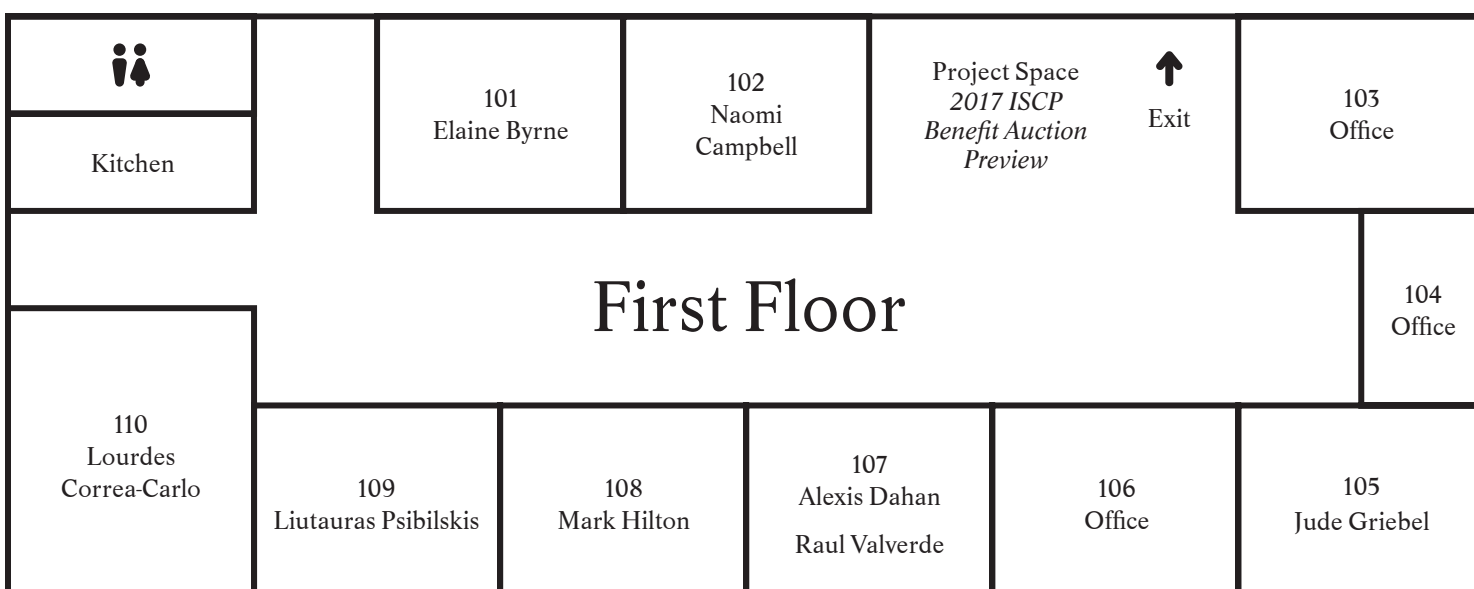 Kitchen
101
Elaine Byrne
102
Naomi
Campbell
Project Space
2017 ISCP
Benefit Auction
Preview
Exit
103
Office
First Floor
104
Office
110
Lourdes
Correa-Carlo
109
Liutauras Psibilskis
108
Mark Hilton
107
Alexis Dahan
Raul Valverde
106
Office
105
Jude Griebel